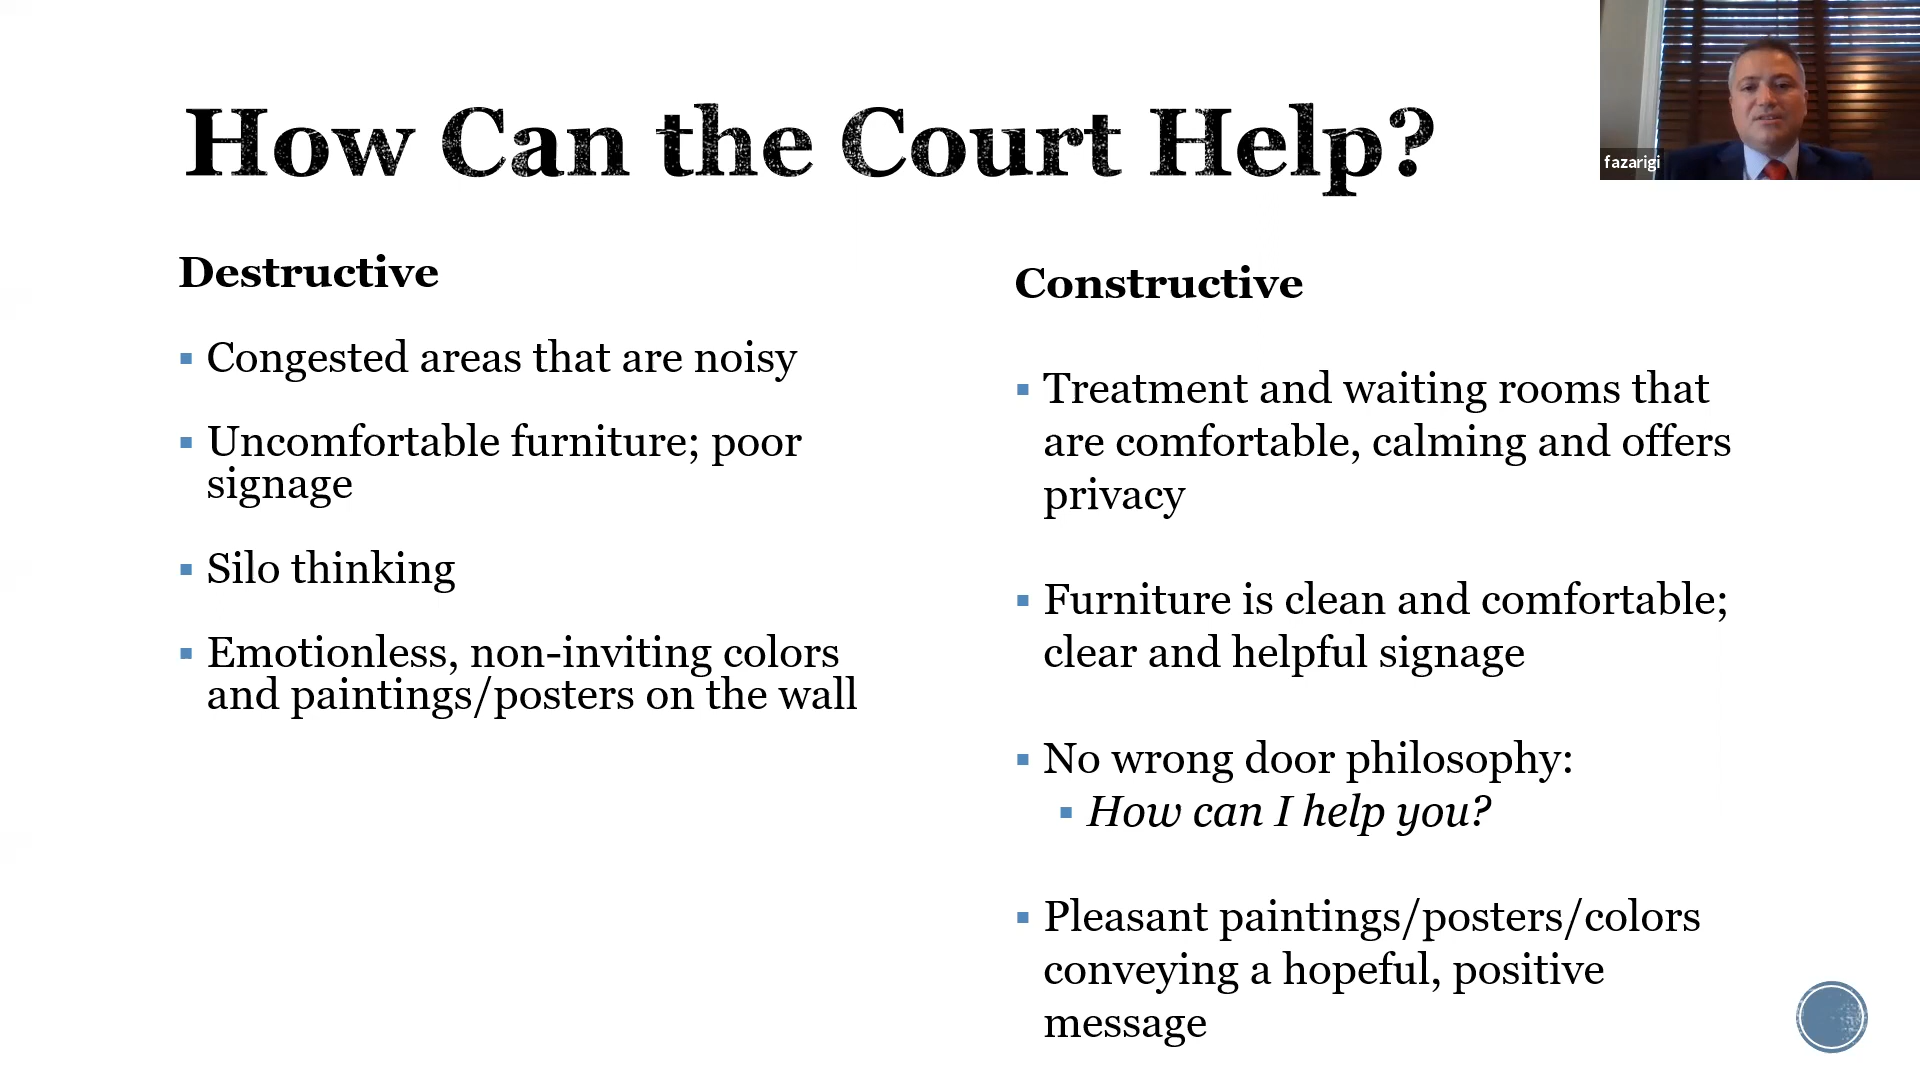 How Can the Court Help?
fazarigi
Destructive
▪ Congested areas that are noisy
▪ Uncomfortable furniture; poor
signage
▪ Silo thinking
▪ Emotionless, non-inviting colors
and paintings/posters on the wall
Constructive
▪ Treatment and waiting rooms that
are comfortable, calming and offers
privacy
▪ Furniture is clean and comfortable;
clear and helpful signage
▪ No wrong door philosophy:
▪ How can I help you?
▪ Pleasant paintings/posters/colors
conveying a hopeful, positive
message